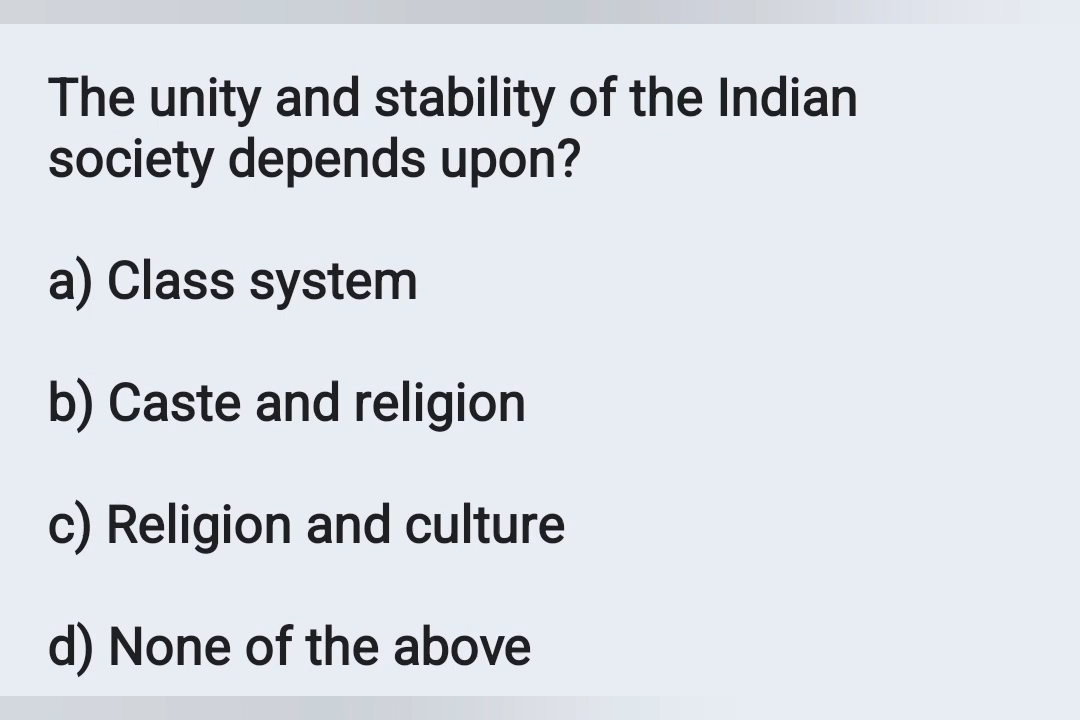 The unity and stability of the Indian
society depends upon?
a) Class system
b) Caste and religion
c) Religion and culture
d) None of the above